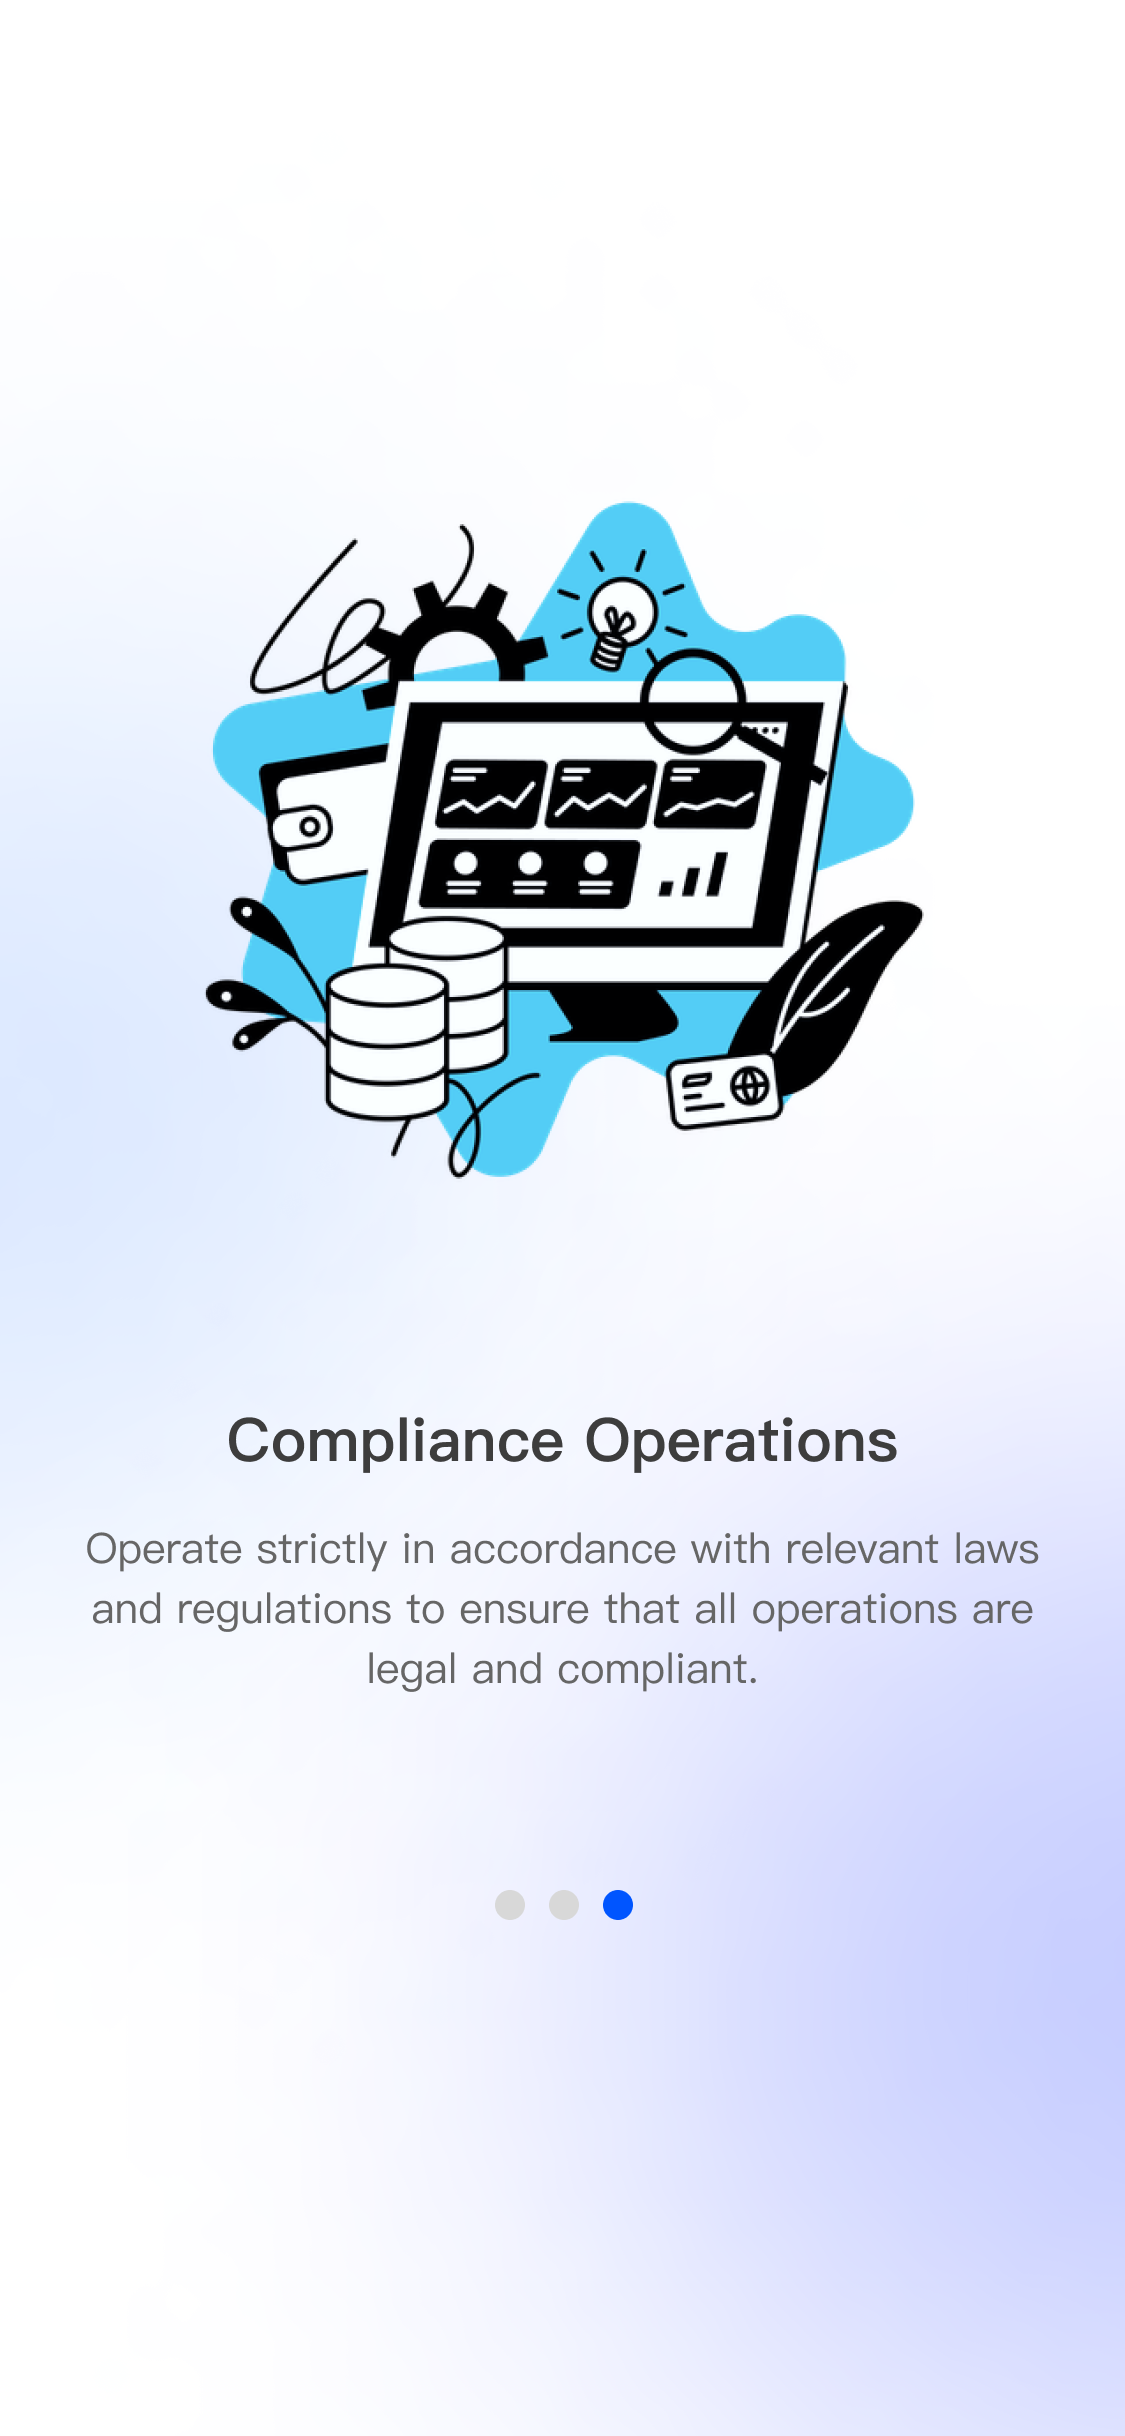 Compliance Operations
Operate strictly in accordance with relevant laws
and regulations to ensure that all operations are
legal and compliant.